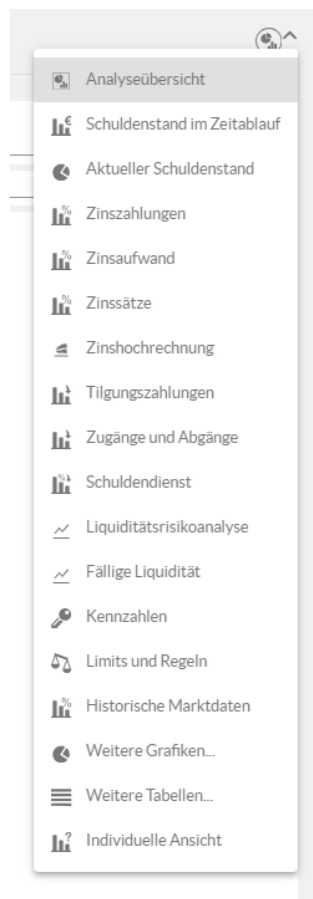 Analyseübersicht
Schuldenstand im Zeitablauf
Aktueller Schuldenstand
Zinszahlungen
Zinsaufwand
Zinssätze
Zinshochrechnung
Tilgungszahlungen
Zugänge und Abgänge
Schuldendienst
Liquiditätsrisikoanalyse
Fällige Liquidität
Kennzahlen
Limits und Regeln
Historische Marktdaten
Weitere Grafiken...
Weitere Tabellen...
Individuelle Ansicht